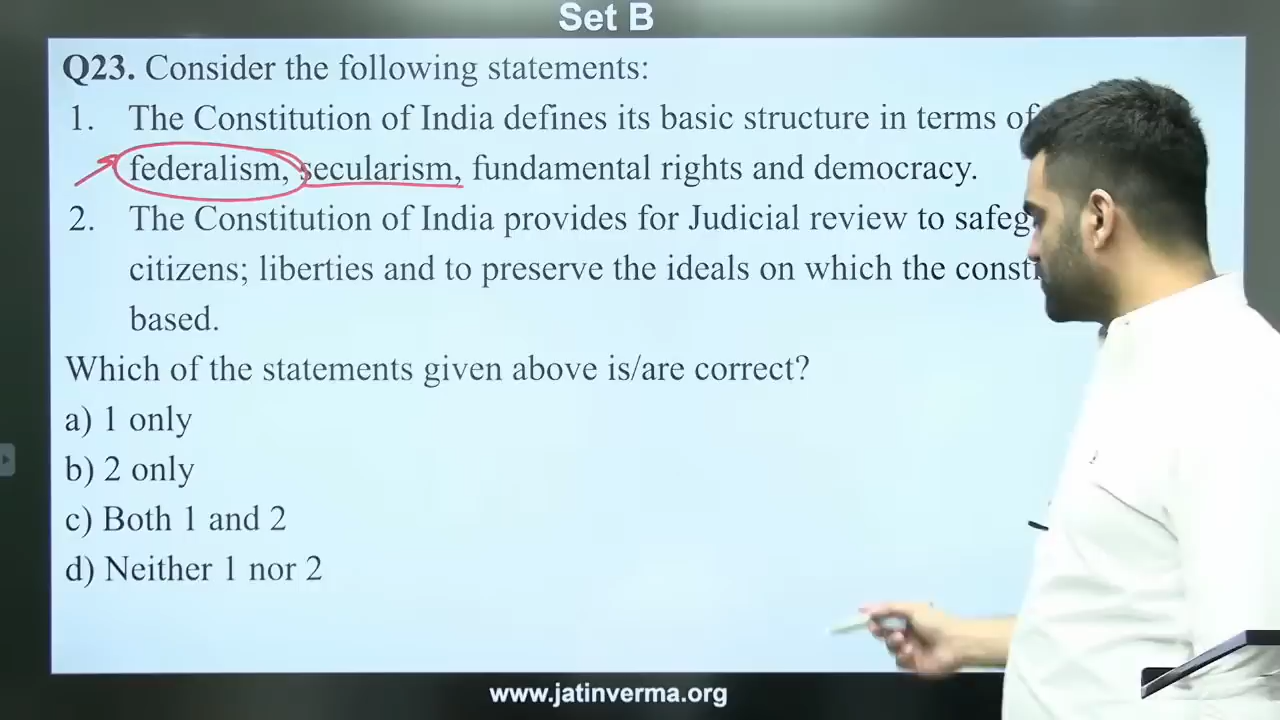 Set B
Q23. Consider the following statements:
1. The Constitution of India defines its basic structure in terms of
federalism, secularism, fundamental rights and democracy.
2. The Constitution of India provides for Judicial review to
citizens; liberties and to preserve the ideals on which the
based.
Which of the statements given above is/are correct?
a) 1 only
b) 2 only
c) Both 1 and 2
d) Neither 1 nor 2
www.jatinverma.org